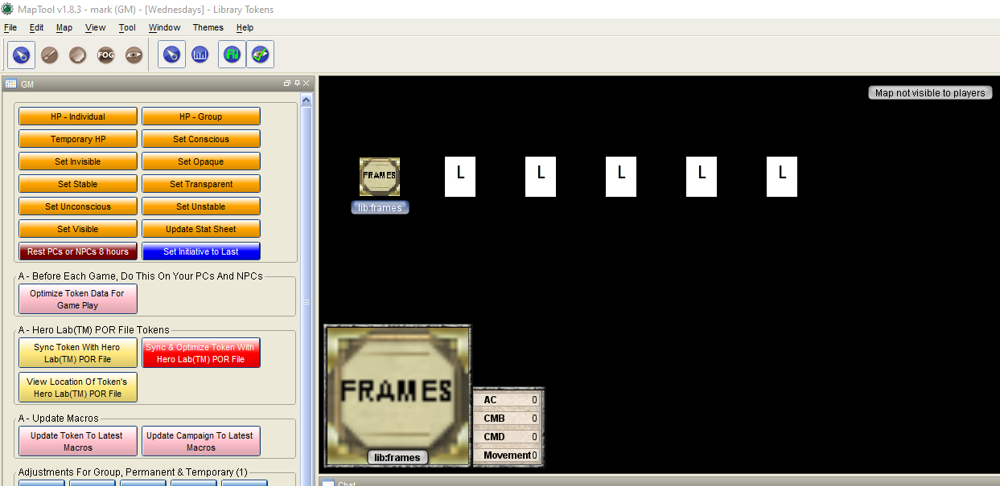 MapTool v1.8.3 - mark (GM) - [Wednesdays] - Library Tokens
File Edit Map View Tool Window Themes Help
FOG
GM
Map not visible to players
HP - Individual HP - Group
Temporary HP Set Conscious
Set Invisible Set Opaque
Set Stable Set Transparent
Set Unconscious Set Unstable
Set Visible Update Stat Sheet
Rest PCs or NPCs 8 hours Set Initiative to Last
A - Before Each Game, Do This On Your PCs And NPCs
Optimize Token Data For
Game Play
A - Hero Lab(TM) POR File Tokens
Sync Token With Hero
Lab(TM) POR File
Sync & Optimize Token With
Hero Lab(TM) POR File
View Location Of Token's
Hero Lab(TM) POR File
A - Update Macros
Update Token To Latest
Macros
Update Campaign To Latest
Macros
Adjustments For Group, Permanent & Temporary (1)
FRAMES L L L L L
lib:frames
FRAMES
lib:frames
AC 0
CMB 0
CMD 0
Movement 0
Chat